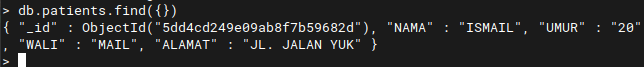 > db.patients.find({})
{ "_id" : ObjectId("5dd4cd249e09ab8f7b59682d"), "NAMA" : "ISMAIL", "UMUR" : "20"
, "WALI" : "MAIL", "ALAMAT" : "JL. JALAN YUK" }
>